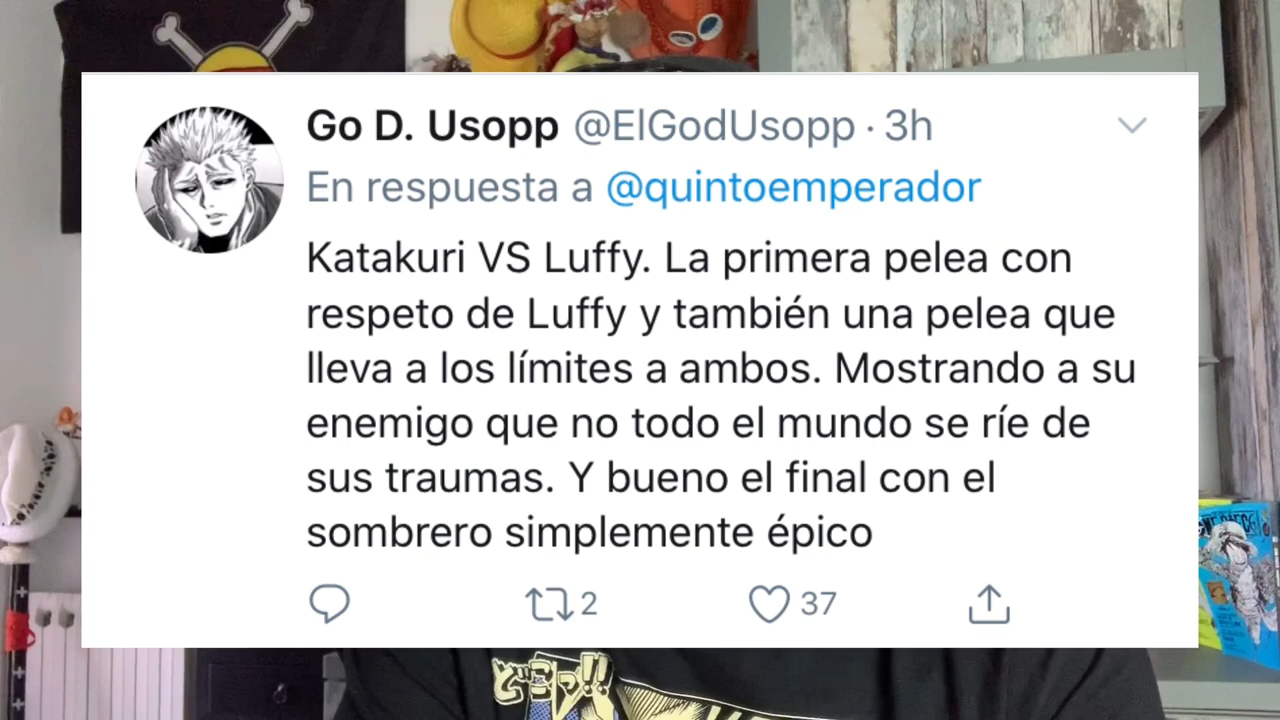 Go D. Usopp @ElGodUsopp · 3h
En respuesta a @quintoemperador
Katakuri VS Luffy. La primera pelea con
respeto de Luffy y también una pelea que
lleva a los límites a ambos. Mostrando a su
enemigo que no todo el mundo se ríe de
sus traumas. Y bueno el final con el
sombrero simplemente épico
2
37